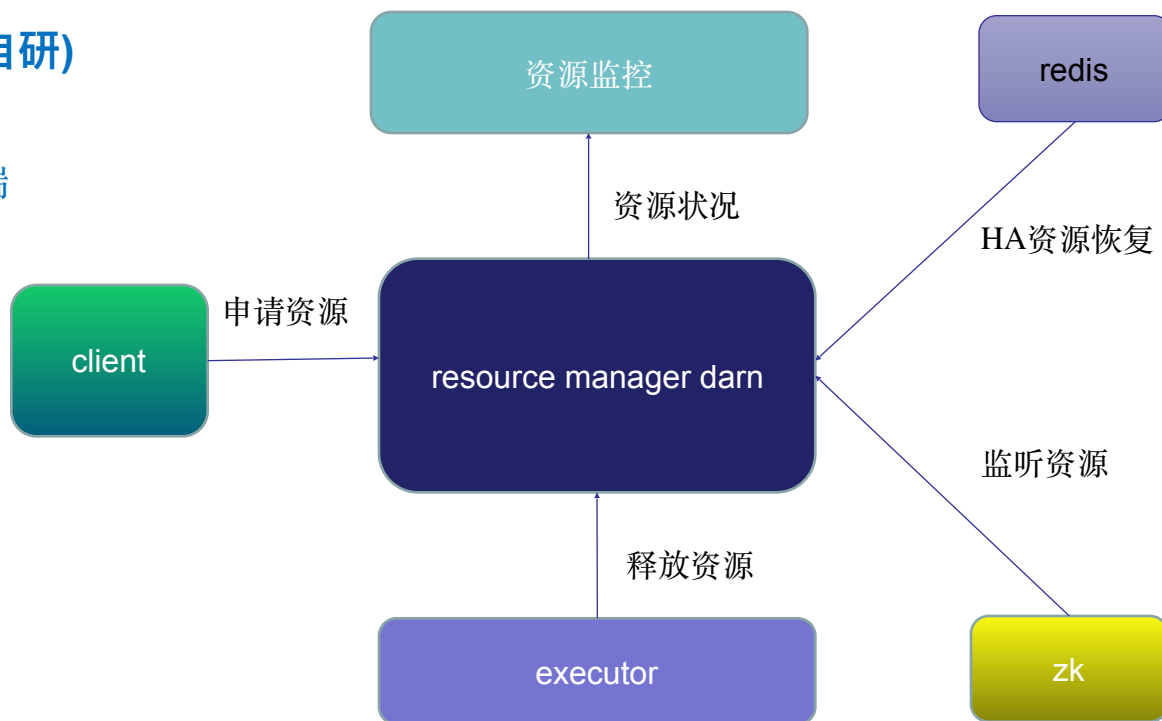 自研)
资源监控
redis
端
资源状况
HA资源恢复
申请资源
client
resource manager darn
监听资源
释放资源
executor
zk